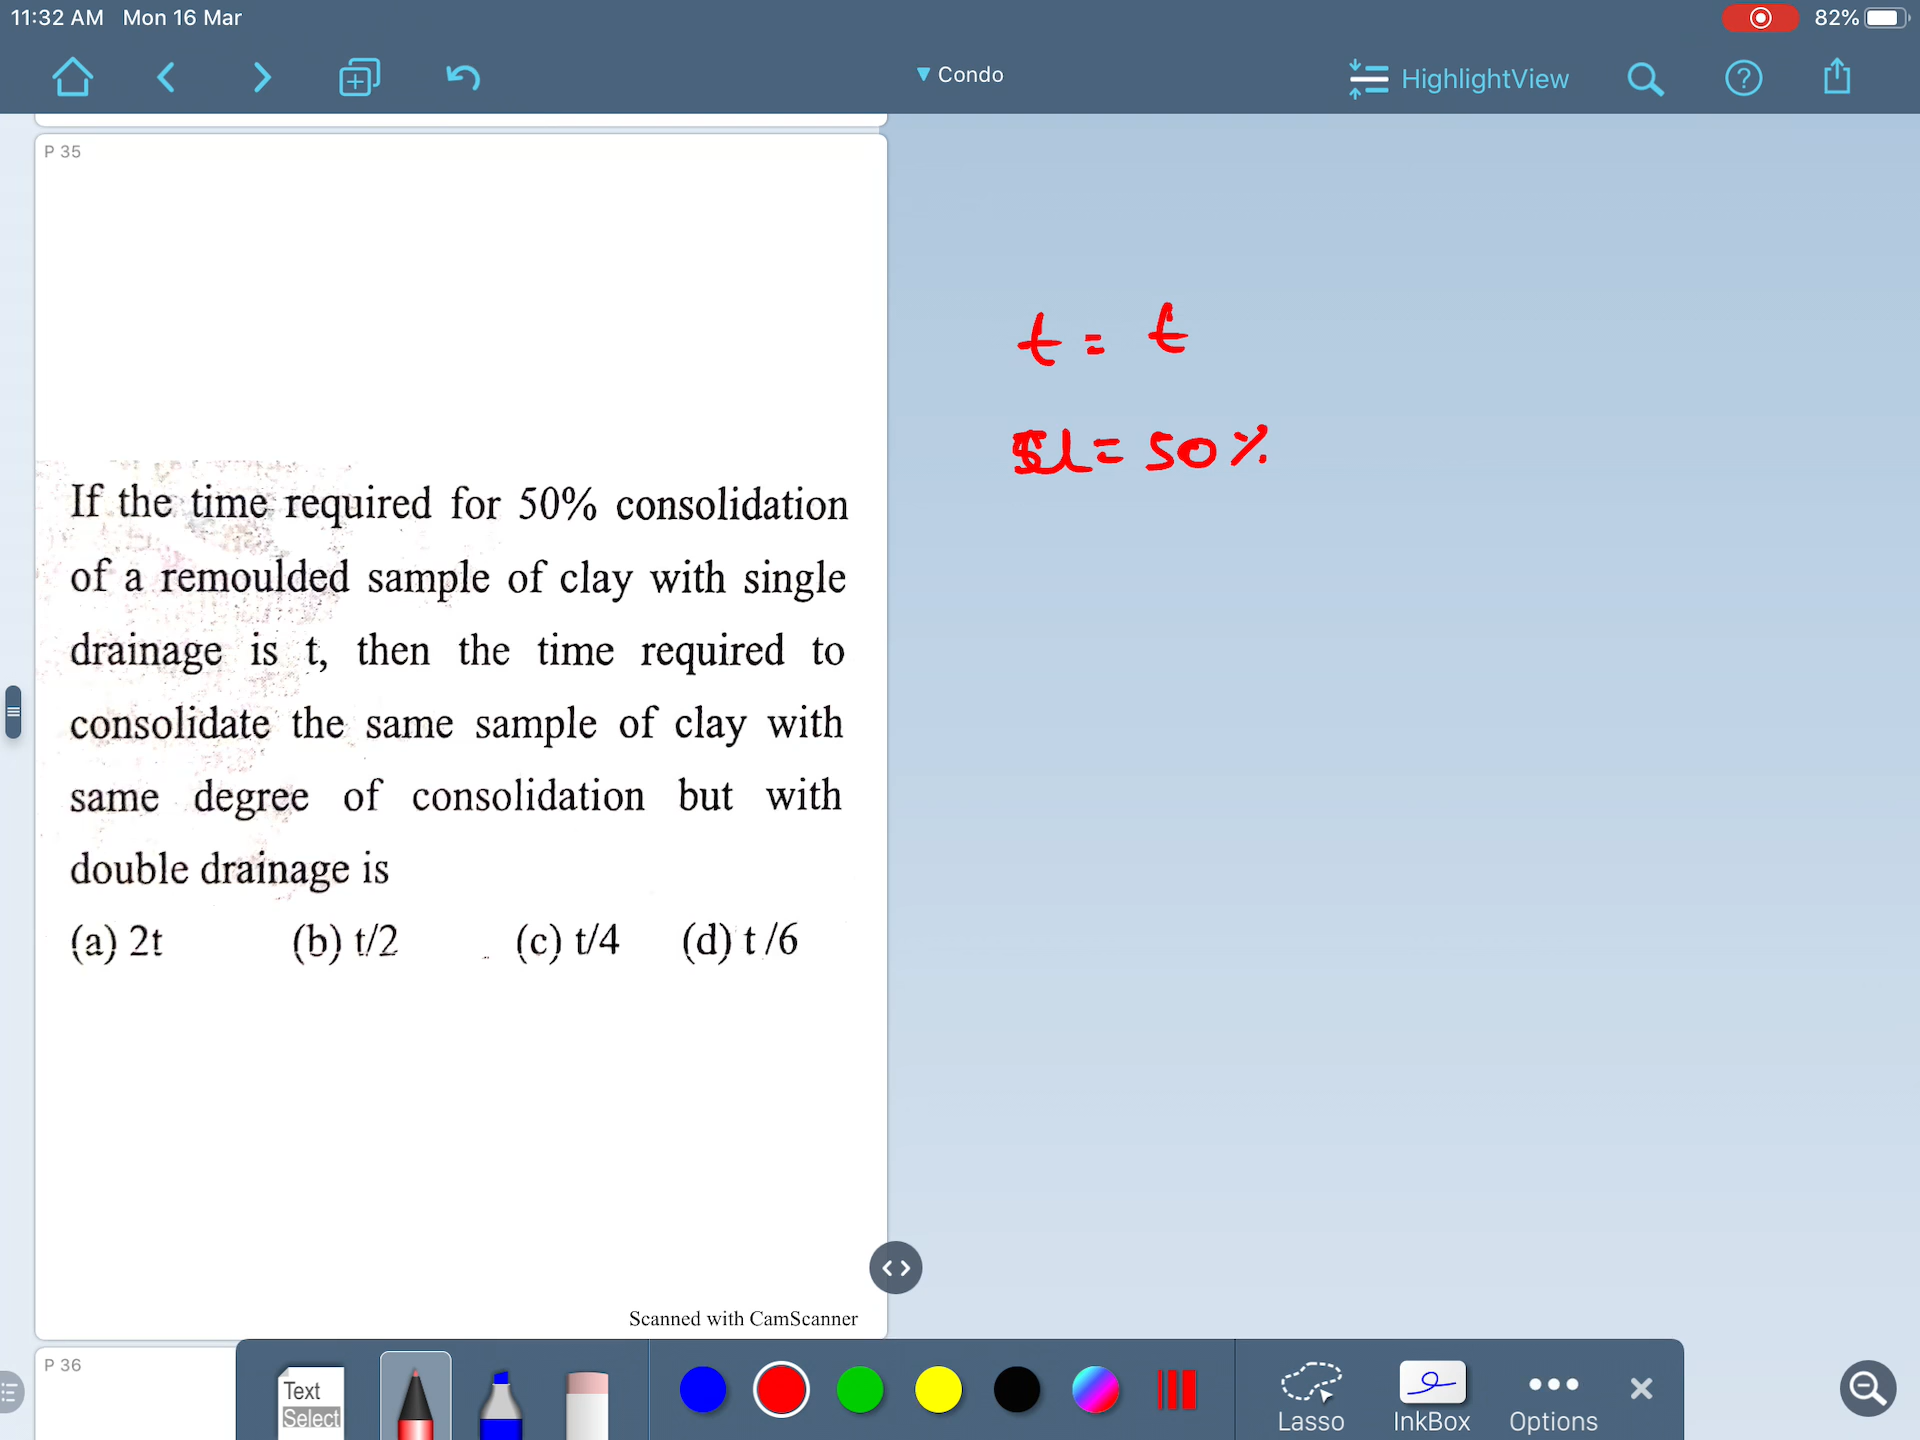 11:32 AM Mon 16 Mar
82%
Condo
HighlightView
P 35
t = t
= 50%
If the time required for 50% consolidation
of a remoulded sample of clay with single
drainage is t, then the time required to
consolidate the same sample of clay with
same degree of consolidation but with
double drainage is
(a) 2t (b) t/2 (c) t/4 (d) t /6
Scanned with CamScanner
P 36
Text
Select
Lasso
InkBox
Options